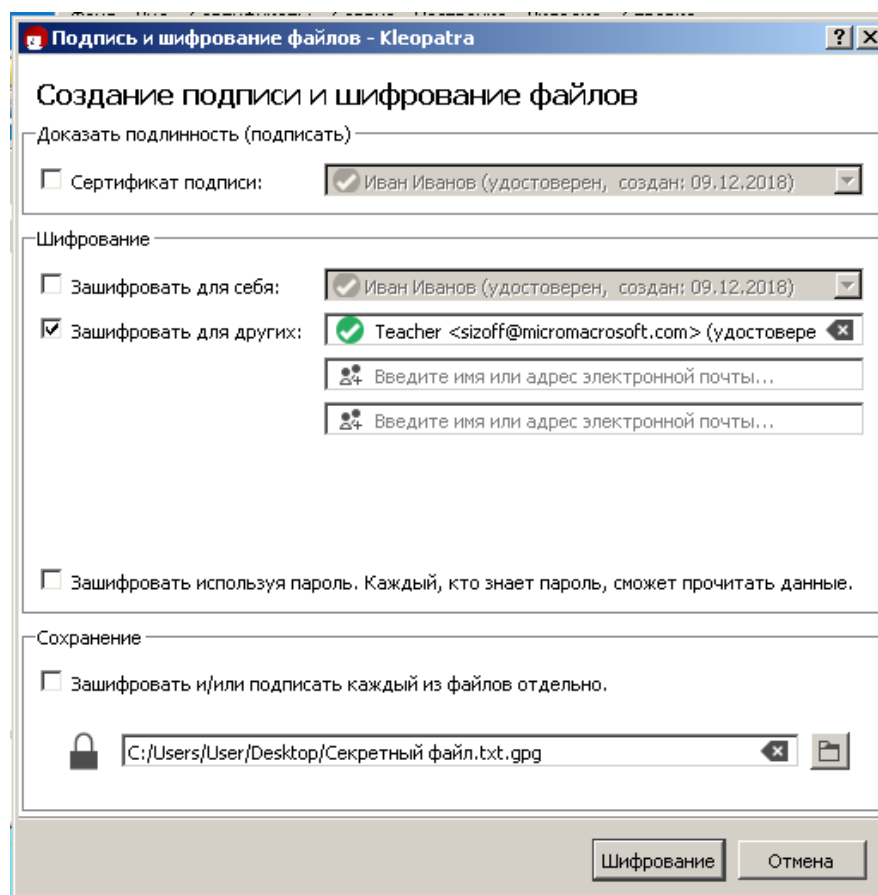 Подпись и шифрование файлов - Kleopatra
Создание подписи и шифрование файлов
Доказать подлинность (подписать)
Сертификат подписи: Иван Иванов (удостоверен, создан: 09.12.2018)
Шифрование
Зашифровать для себя: Иван Иванов (удостоверен, создан: 09.12.2018)
Зашифровать для других: Teacher <sizoff@micromacrosoft.com> (удостовере
Введите имя или адрес электронной почты...
Введите имя или адрес электронной почты...
Зашифровать используя пароль. Каждый, кто знает пароль, сможет прочитать данные.
Сохранение
Зашифровать и/или подписать каждый из файлов отдельно.
C:/Users/User/Desktop/Секретный файл.txt.gpg
Шифрование Отмена